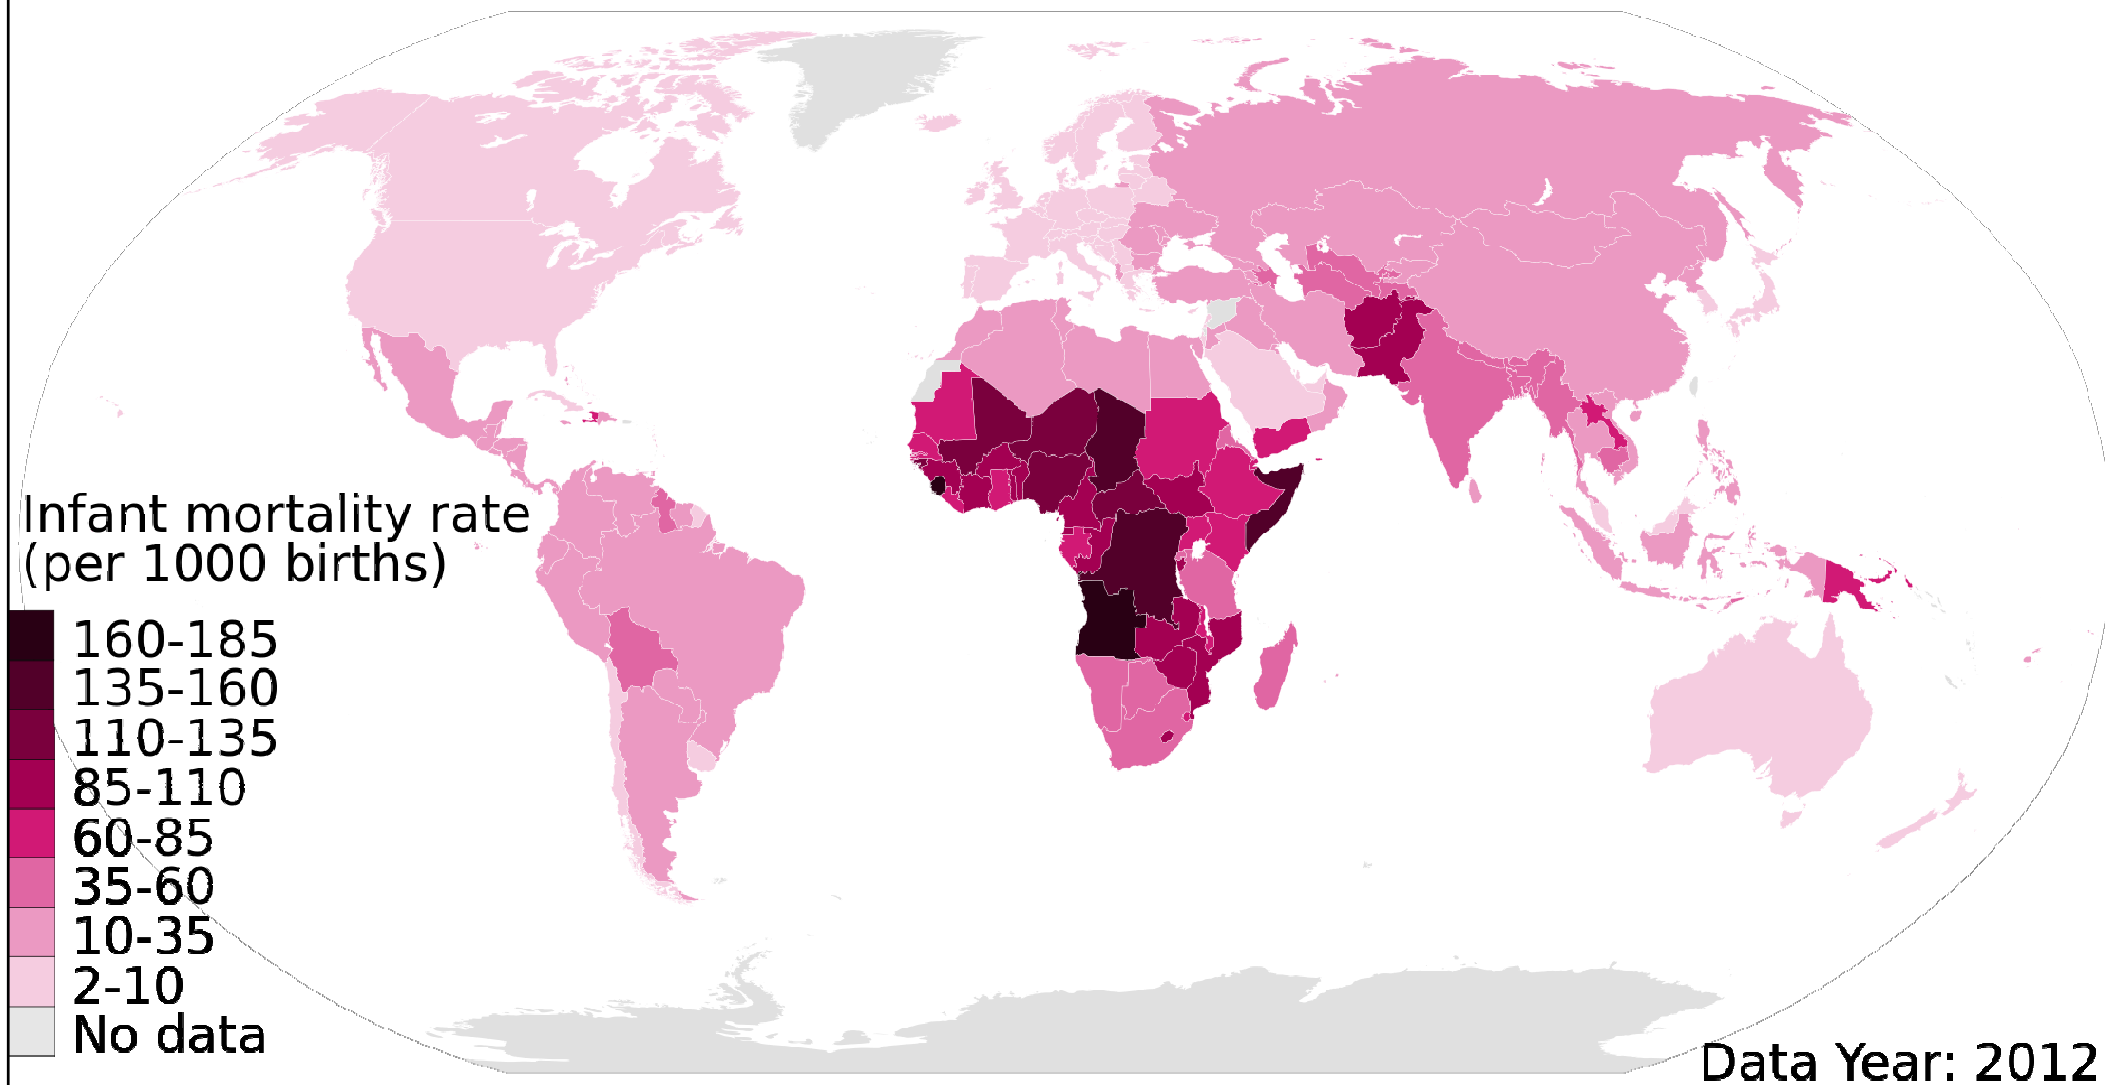 Infant mortality rate
(per 1000 births)
160-185
135-160
110-135
85-110
60-85
35-60
10-35
2-10
No data
Data Year: 2012